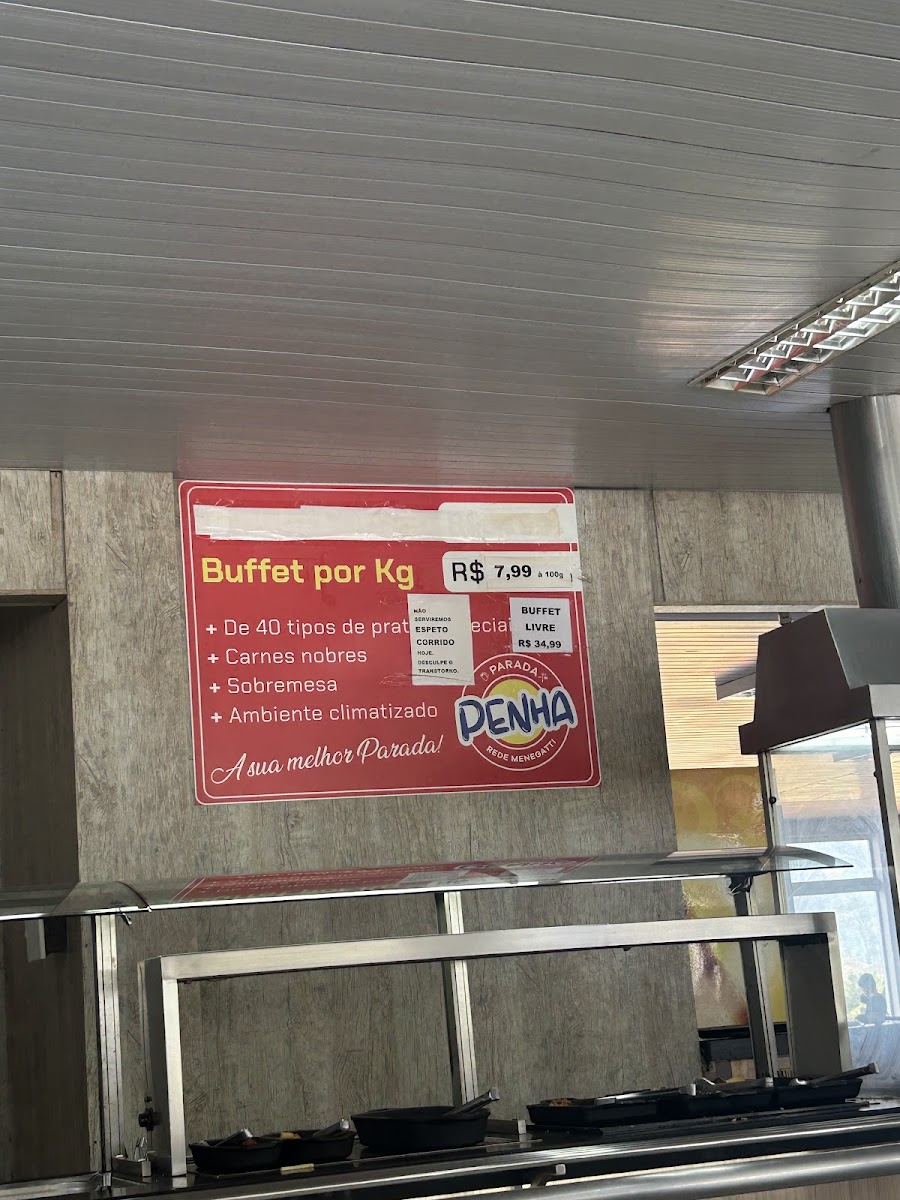 Buffet por Kg
R$ 7,99 à 100g
+ De 40 tipos de prat
+ Carnes nobres
+ Sobremesa
+ Ambiente climatizado
A sua melhor Parada!
NÃO
SERVIREMOS
ESPETO
CORRIDO
HOJE.
DESCULPE O
TRANSTORNO.
BUFFET
LIVRE
R$ 34,99
PARADA
PENHA
REDE MENEGATTI